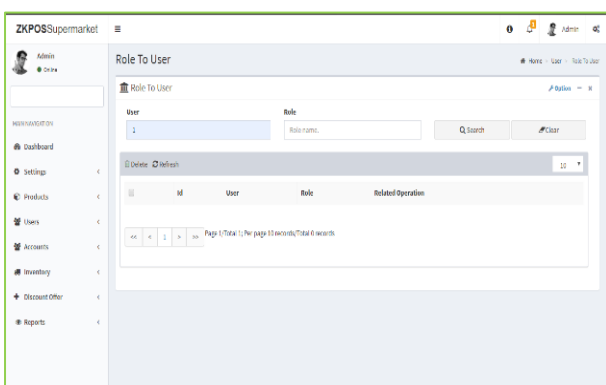 ZKPOSSupermarket
Admin
Admin
Online
Role To User
Home > User > Role To User
Role To User
Option
User
Role
1
Role name.
Search
Clear
MAIN NAVIGATION
Dashboard
Settings
Products
Users
Accounts
Inventory
Discount Offer
Reports
Delete Refresh
10
Id User Role Related Operation
<< < 1 > >> Page 1/Total 1; Per page 10 records/Total 0 records